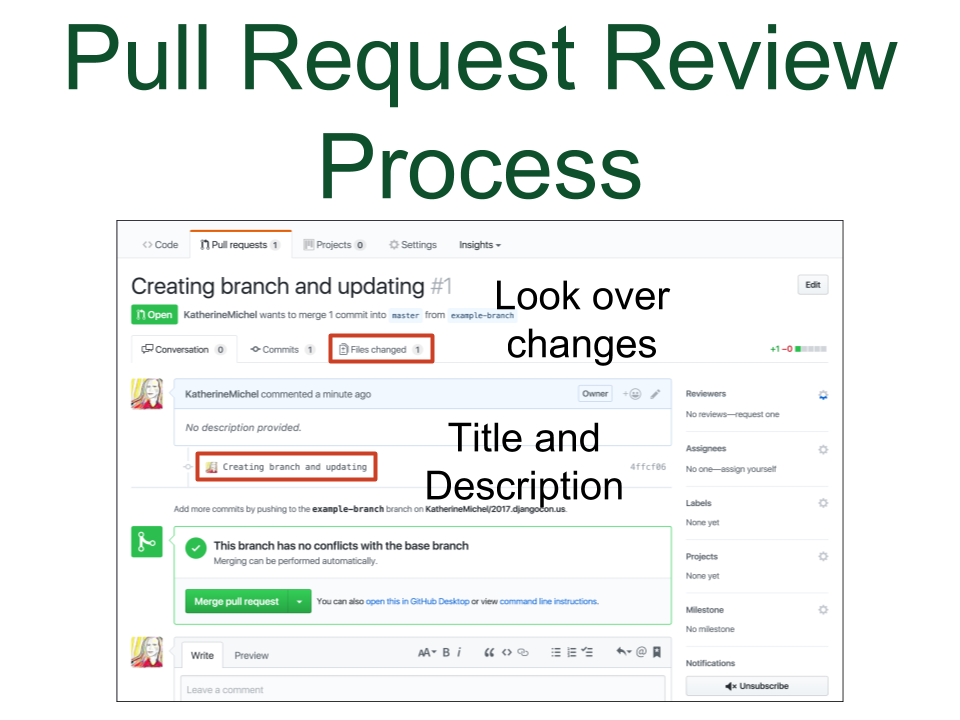 Pull Request Review
Process
Code
Pull requests 1
Projects 0
Settings
Insights
Creating branch and updating #1
Edit
Look over
changes
Open
KatherineMichel wants to merge 1 commit into master from example-branch
Conversation 0
Commits 1
Files changed 1
+1 −0
KatherineMichel commented a minute ago
Owner
Reviewers
No reviews—request one
No description provided.
Title and
Description
Assignees
No one—assign yourself
Creating branch and updating
4ffcf06
Labels
None yet
Add more commits by pushing to the example-branch branch on KatherineMichel/2017.djangocon.us.
This branch has no conflicts with the base branch
Merging can be performed automatically.
Projects
None yet
Merge pull request
You can also open this in GitHub Desktop or view command line instructions.
Milestone
No milestone
Write
Preview
AA B i
Notifications
Unsubscribe
Leave a comment